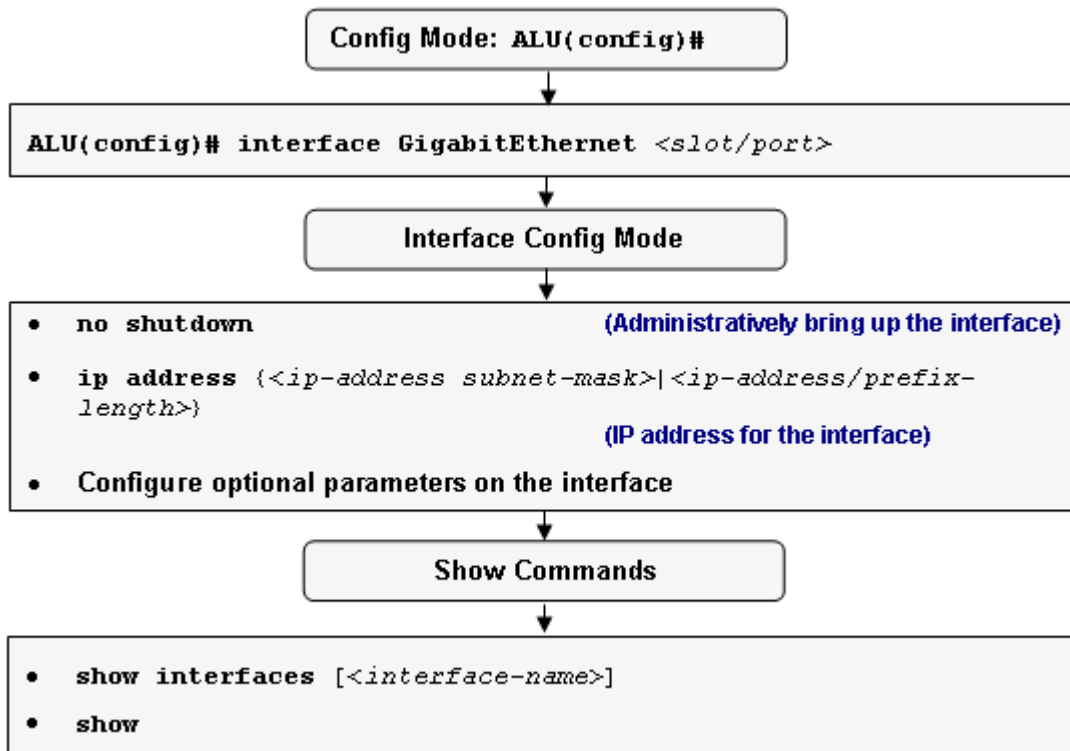 Config Mode: ALU(config)#
ALU(config)# interface GigabitEthernet <slot/port>
Interface Config Mode
• no shutdown (Administratively bring up the interface)
• ip address {<ip-address subnet-mask>|<ip-address/prefix-
length>}
(IP address for the interface)
• Configure optional parameters on the interface
Show Commands
• show interfaces [<interface-name>]
• show